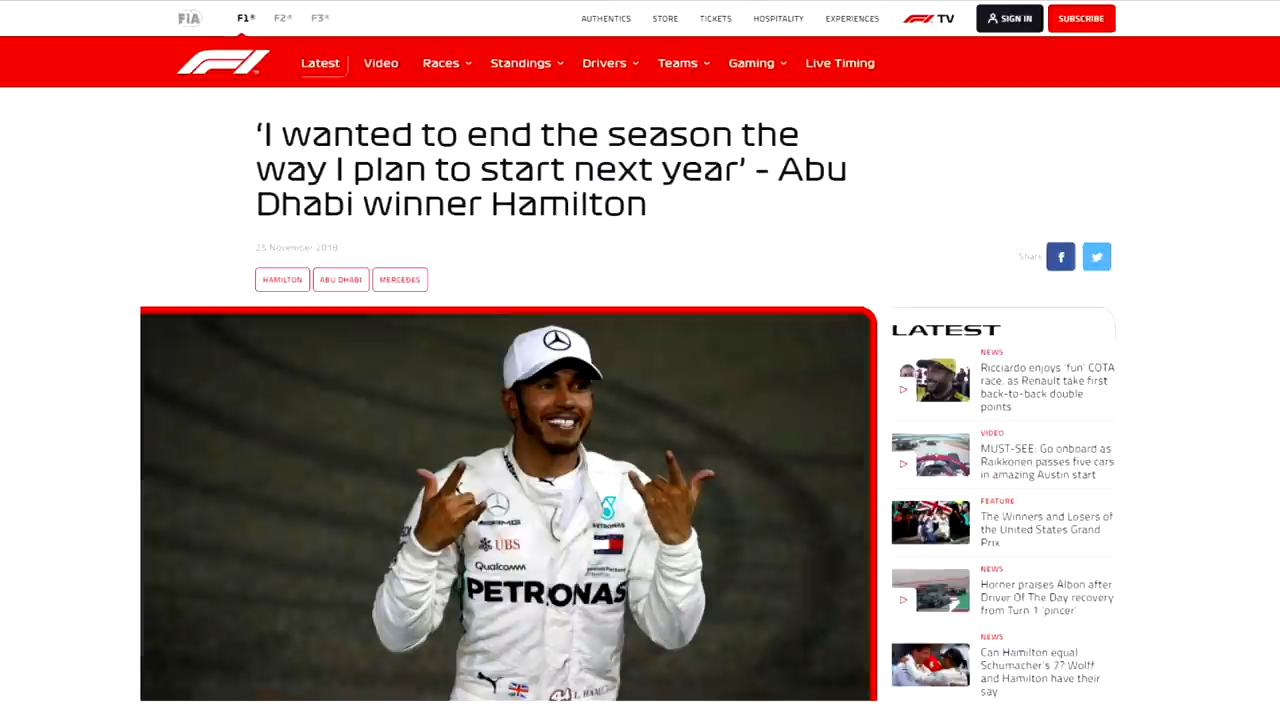 FIA
F1®
F2®
F3®
AUTHENTICS
STORE
TICKETS
HOSPITALITY
EXPERIENCES
F1 TV
SIGN IN
SUBSCRIBE
F1
Latest
Video
Races
Standings
Drivers
Teams
Gaming
Live Timing
‘I wanted to end the season the
way I plan to start next year’ - Abu
Dhabi winner Hamilton
25 November 2018
Share
HAMILTON
ABU DHABI
MERCEDES
AMG
PETRONAS
UBS
Qualcomm
PETRONAS
44
L. HAM
LATEST
NEWS
Ricciardo enjoys ‘fun’ COTA
race, as Renault take first
back-to-back double
points
VIDEO
MUST-SEE: Go onboard as
Raikkonen passes five cars
in amazing Austin start
FEATURE
The Winners and Losers of
the United States Grand
Prix
NEWS
Horner praises Albon after
Driver Of The Day recovery
from Turn 1 ‘pincer’
NEWS
Can Hamilton equal
Schumacher’s 7? Wolff
and Hamilton have their
say